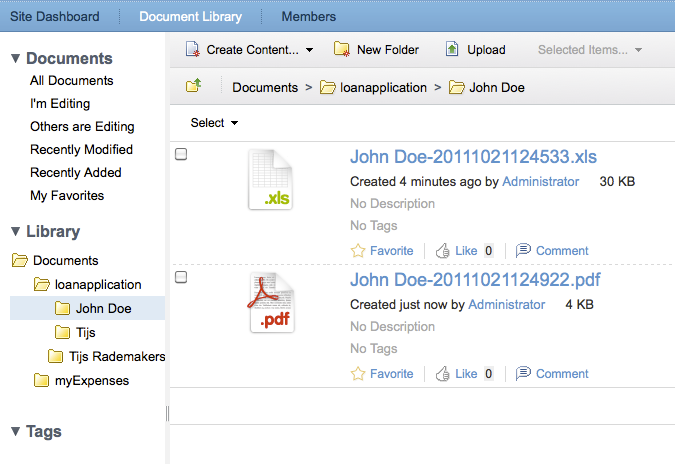 Site Dashboard Document Library Members
Documents
All Documents
I'm Editing
Others are Editing
Recently Modified
Recently Added
My Favorites
Library
Documents
loanapplication
John Doe
Tijs
Tijs Rademakers
myExpenses
Tags
Create Content... New Folder Upload Selected Items...
Documents > loanapplication > John Doe
Select
.xls
John Doe-20111021124533.xls
Created 4 minutes ago by Administrator 30 KB
No Description
No Tags
Favorite Like 0 Comment
.pdf
John Doe-20111021124922.pdf
Created just now by Administrator 4 KB
No Description
No Tags
Favorite Like 0 Comment